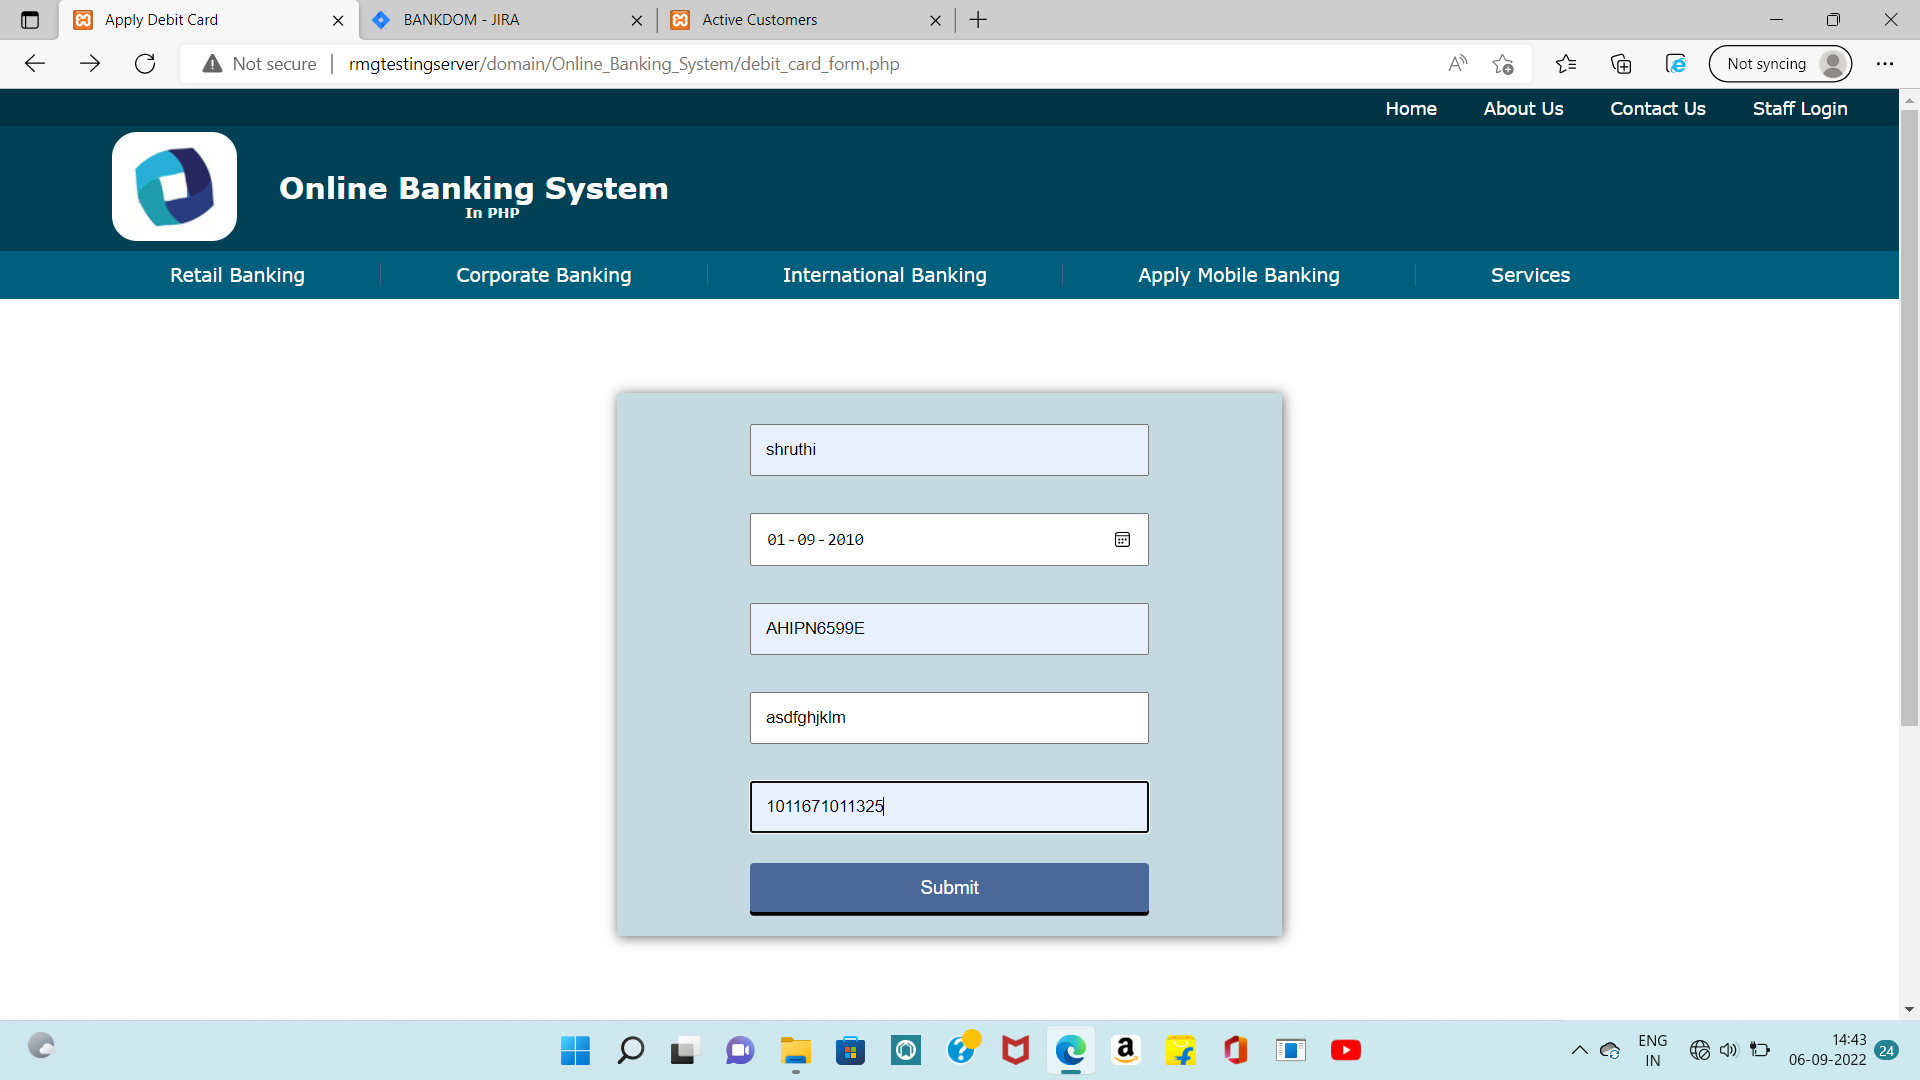 Apply Debit Card
BANKDOM - JIRA
Active Customers
Not secure
rmgtestingserver/domain/Online_Banking_System/debit_card_form.php
Not syncing
Home
About Us
Contact Us
Staff Login
Online Banking System
In PHP
Retail Banking
Corporate Banking
International Banking
Apply Mobile Banking
Services
shruthi
01-09-2010
AHIPN6599E
asdfghjklm
1011671011325
Submit
ENG
IN
14:43
06-09-2022
24